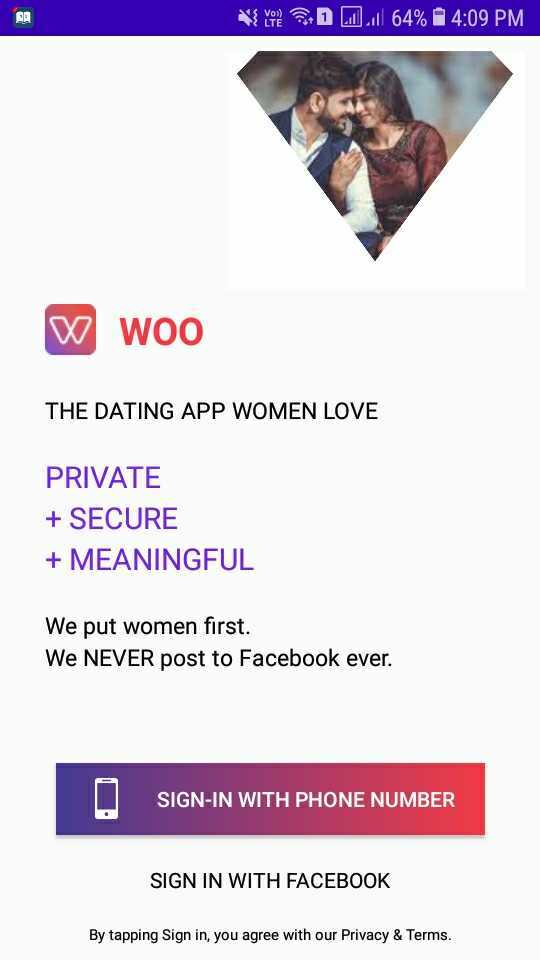 Vo) LTE 1 64% 4:09 PM
WOO
THE DATING APP WOMEN LOVE
PRIVATE
+ SECURE
+ MEANINGFUL
We put women first.
We NEVER post to Facebook ever.
SIGN-IN WITH PHONE NUMBER
SIGN IN WITH FACEBOOK
By tapping Sign in, you agree with our Privacy & Terms.